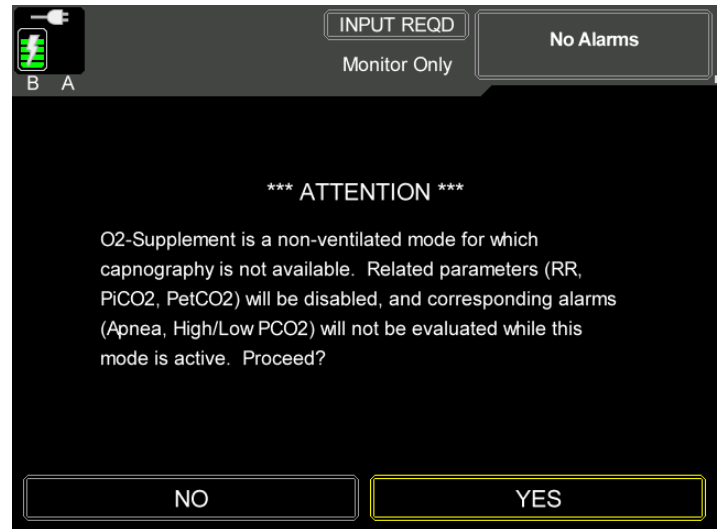 INPUT REQD
No Alarms
Monitor Only
B A
*** ATTENTION ***
O2-Supplement is a non-ventilated mode for which
capnography is not available.  Related parameters (RR,
PiCO2, PetCO2) will be disabled, and corresponding alarms
(Apnea, High/Low PCO2) will not be evaluated while this
mode is active.  Proceed?
NO
YES